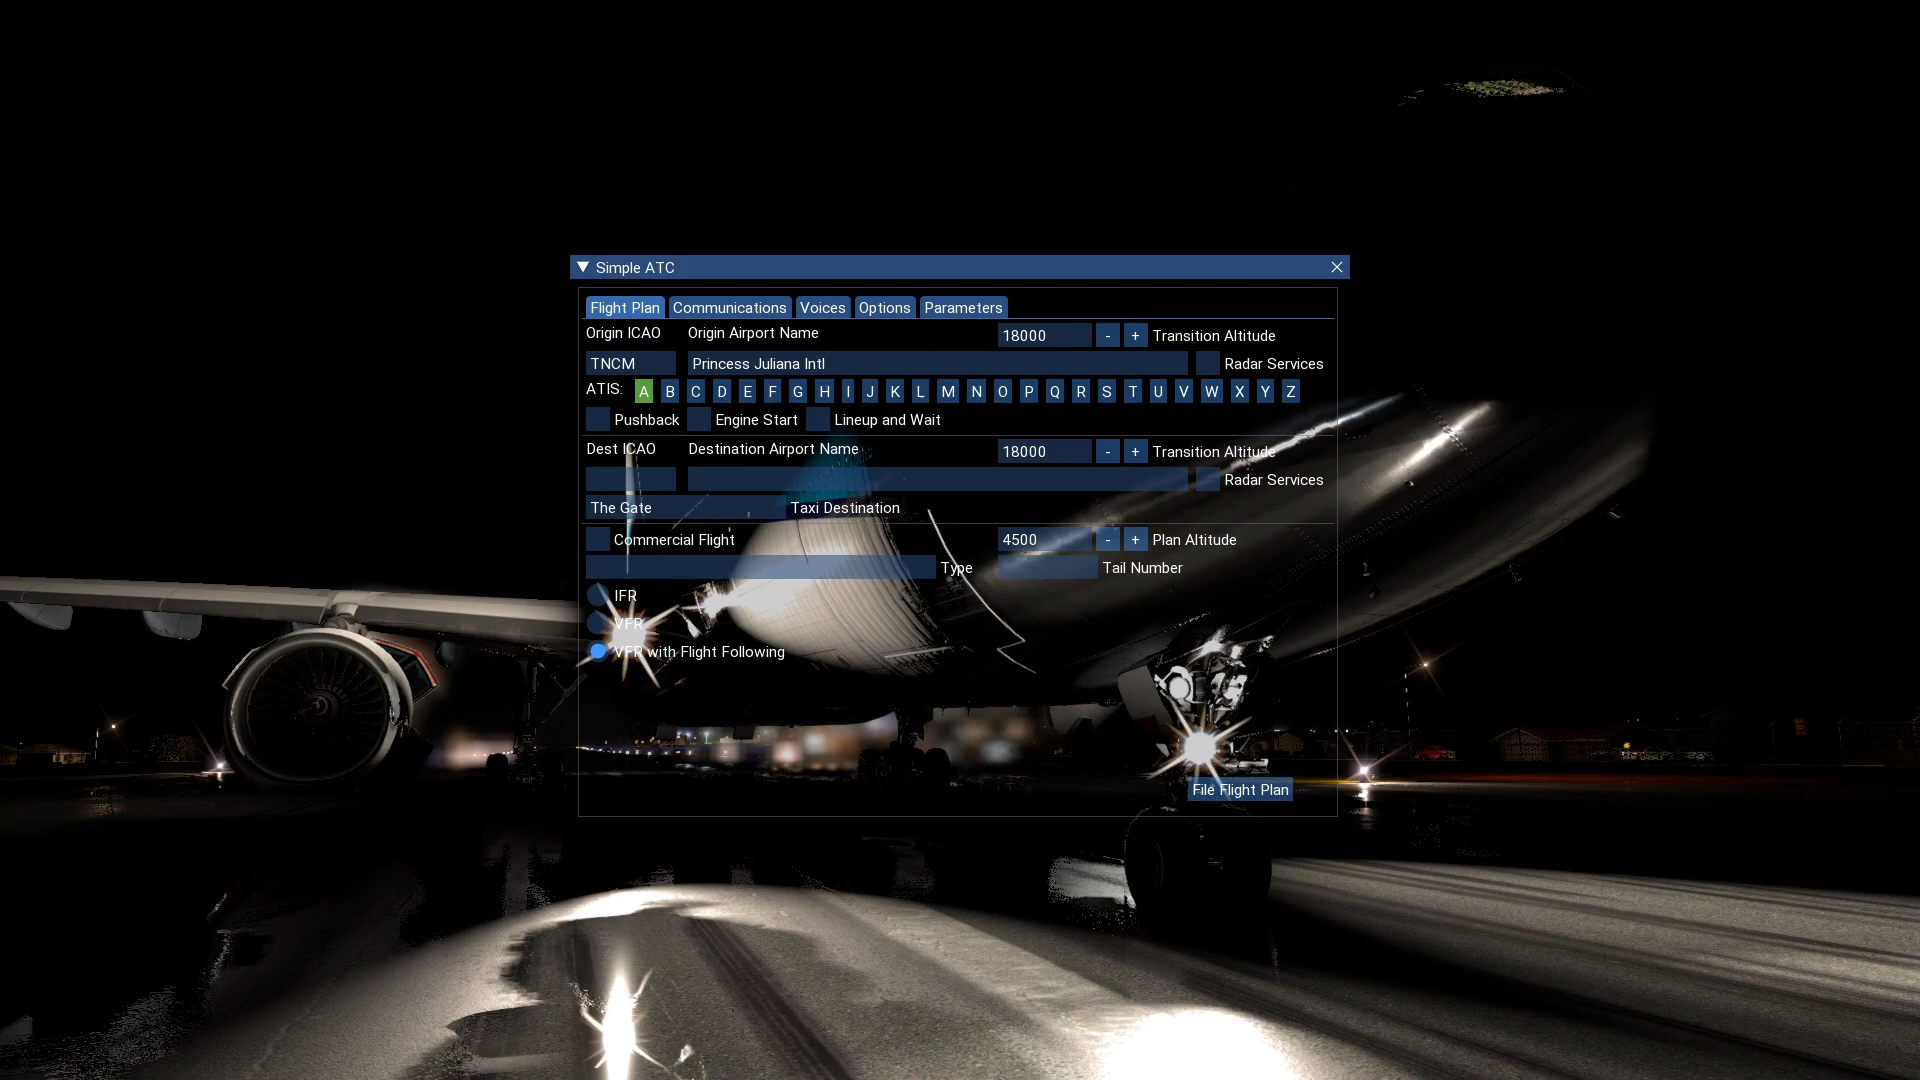 Simple ATC
Flight Plan Communications Voices Options Parameters
Origin ICAO Origin Airport Name 18000 - + Transition Altitude
TNCM Princess Juliana Intl Radar Services
ATIS: A B C D E F G H I J K L M N O P Q R S T U V W X Y Z
Pushback Engine Start Lineup and Wait
Dest ICAO Destination Airport Name 18000 - + Transition Altitude
Radar Services
The Gate Taxi Destination
Commercial Flight 4500 - + Plan Altitude
Type Tail Number
IFR
VFR
VFR with Flight Following
File Flight Plan